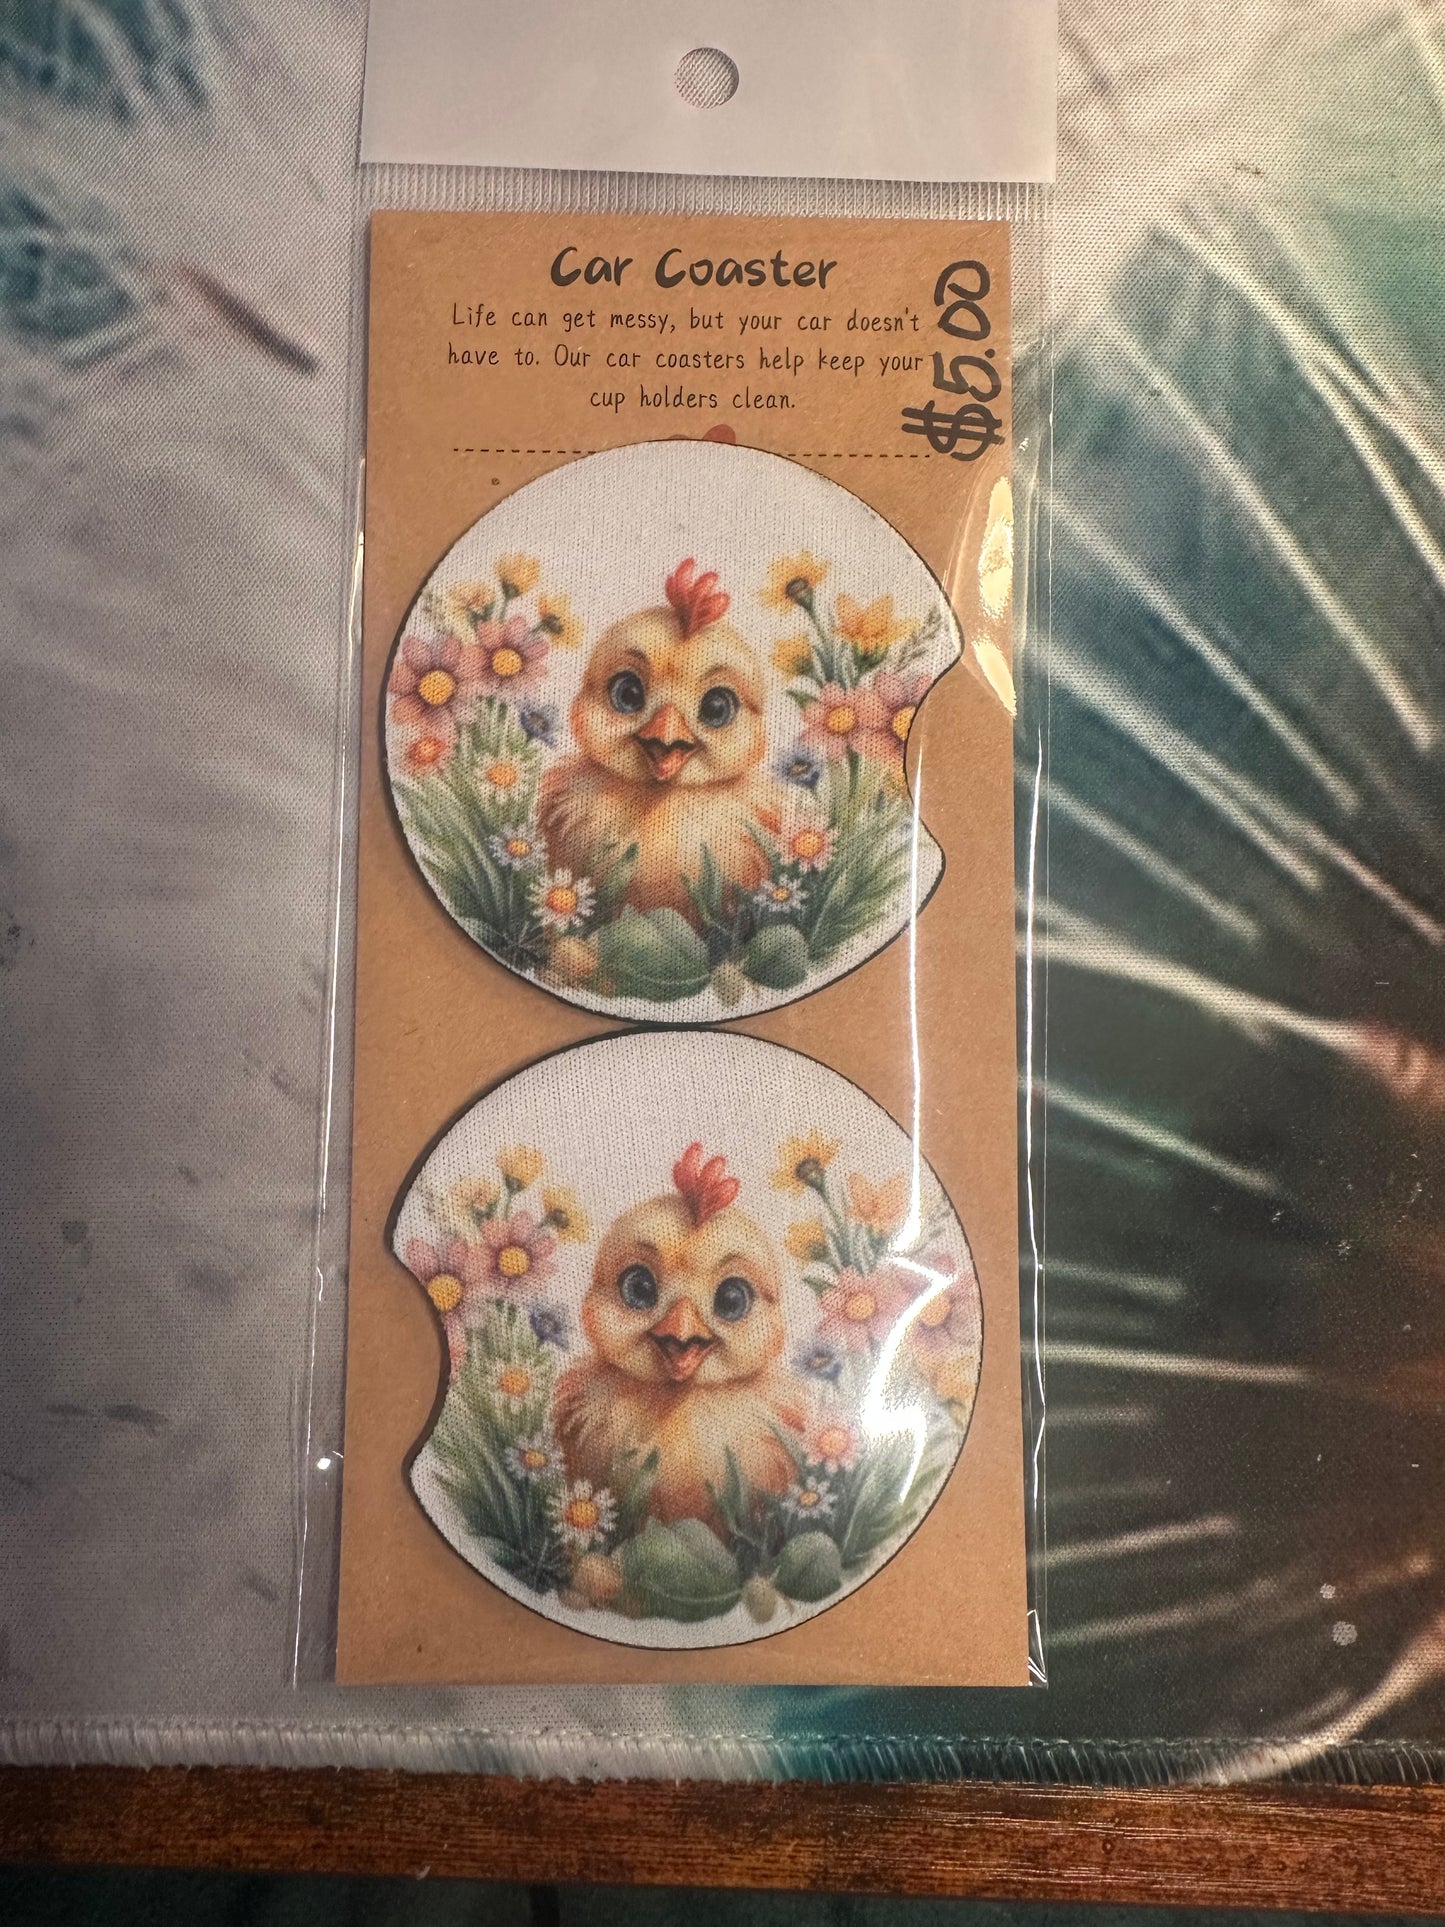 Car Coaster
Life can get messy, but your car doesn't
have to. Our car coasters help keep your
cup holders clean.
$5.00